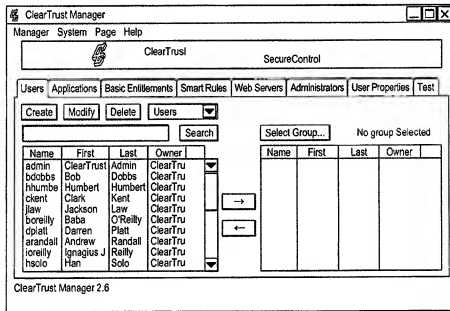 ClearTrust Manager
Manager System Page Help
ClearTrusl SecureControl
Users Applications Basic Entitlements Smart Rules Web Servers Administrators User Properties Test
Create Modify Delete Users
Search Select Group... No group Selected
Name First Last Owner Name First Last Owner
admin ClearTrust Admin ClearTru
bdobbs Bob Dobbs ClearTru
hhumbe Humbert Humbert ClearTru
ckent Clark Kent ClearTru
jlaw Jackson Law ClearTru
boreilly Baba O'Reilly ClearTru
dplatt Darren Platt ClearTru
arandall Andrew Randall ClearTru
ioreilly Ignagius J Reilly ClearTru
hsolo Han Solo ClearTru
ClearTrust Manager 2.6